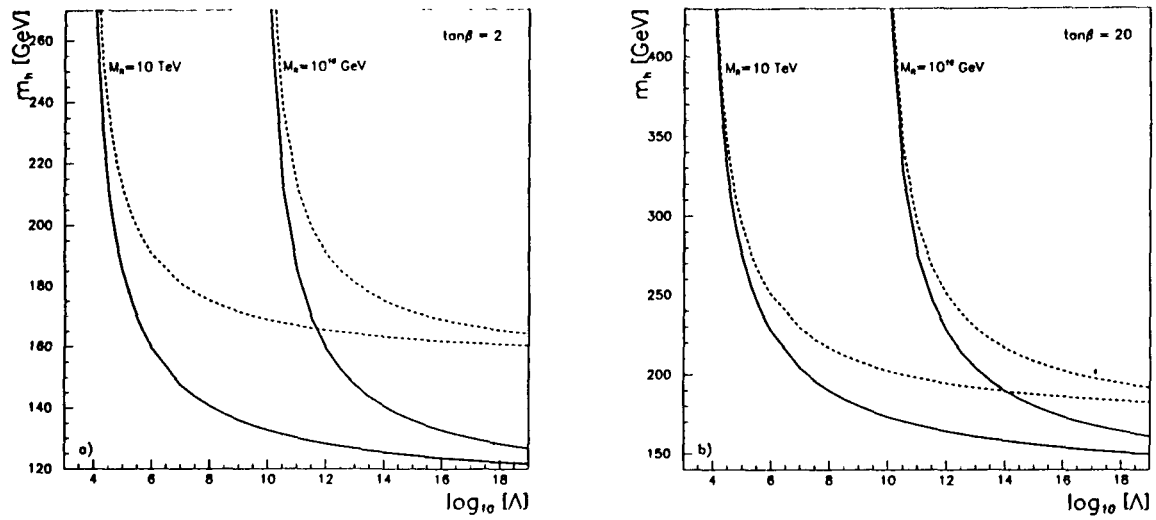 m_h [GeV]
260
240
220
200
180
160
140
120
tanβ = 2
M_R=10 TeV
M_R=10^10 GeV
a)
4 6 8 10 12 14 16 18
log_10 [Λ]
m_h [GeV]
400
350
300
250
200
150
tanβ = 20
M_R=10 TeV
M_R=10^10 GeV
b)
4 6 8 10 12 14 16 18
log_10 [Λ]